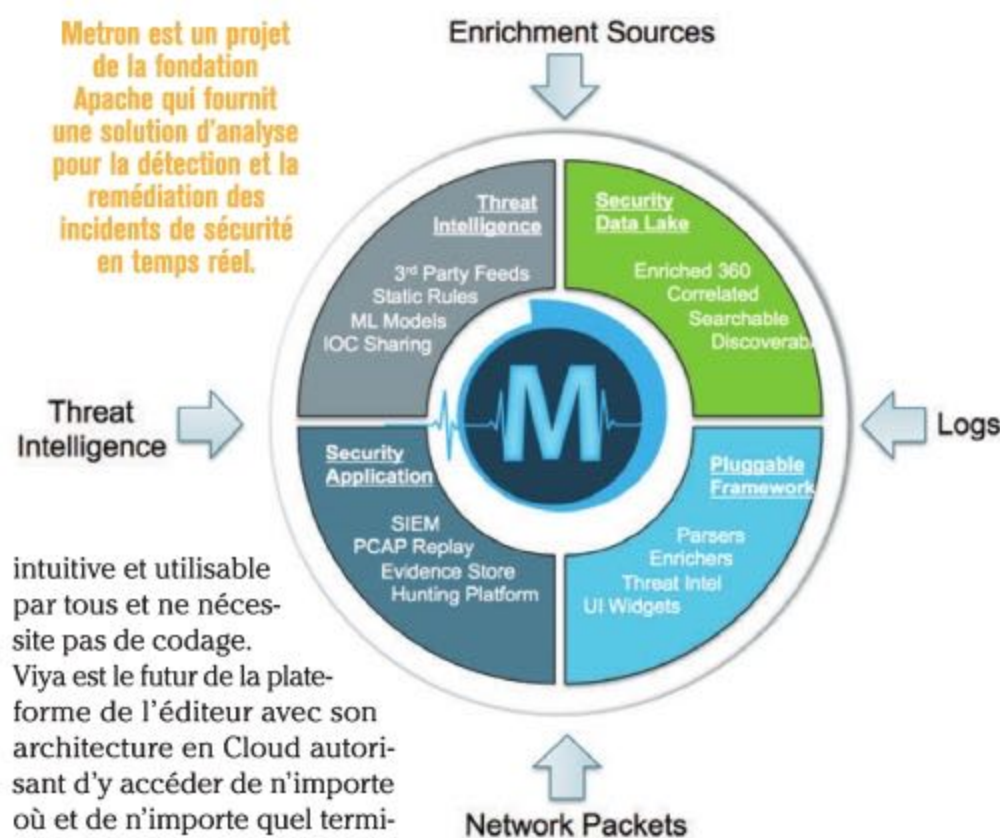 Metron est un projet
de la fondation
Apache qui fournit
une solution d'analyse
pour la détection et la
remédiation des
incidents de sécurité
en temps réel.
Enrichment Sources
Threat
Intelligence
3rd Party Feeds
Static Rules
ML Models
IOC Sharing
Security
Data Lake
Enriched 360
Correlated
Searchable
Discoverab
Threat
Intelligence
M
Logs
Security
Application
SIEM
PCAP Replay
Evidence Store
Hunting Platform
Pluggable
Framework
Parsers
Enrichers
Threat Intel
UI Widgets
Network Packets
intuitive et utilisable
par tous et ne néces-
site pas de codage.
Viya est le futur de la plate-
forme de l'éditeur avec son
architecture en Cloud autori-
sant d'y accéder de n'importe
où et de n'importe quel termi-